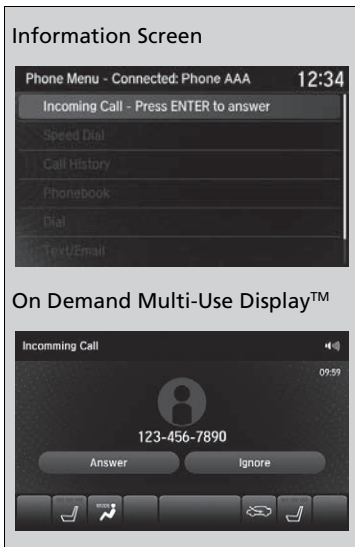 Information Screen
Phone Menu - Connected: Phone AAA 12:34
Incoming Call - Press ENTER to answer
Speed Dial
Call History
Phonebook
Dial
Text/Email
On Demand Multi-Use Display™
Incomming Call
09:59
123-456-7890
Answer Ignore